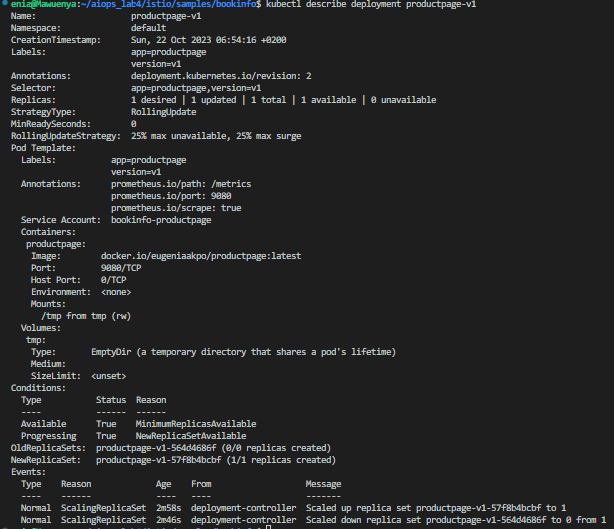 enia@Mawuenya:~/aiops_lab4/istio/samples/bookinfo$ kubectl describe deployment productpage-v1
Name:                   productpage-v1
Namespace:              default
CreationTimestamp:      Sun, 22 Oct 2023 06:54:16 +0200
Labels:                 app=productpage
                        version=v1
Annotations:            deployment.kubernetes.io/revision: 2
Selector:               app=productpage,version=v1
Replicas:               1 desired | 1 updated | 1 total | 1 available | 0 unavailable
StrategyType:           RollingUpdate
MinReadySeconds:        0
RollingUpdateStrategy:  25% max unavailable, 25% max surge
Pod Template:
  Labels:           app=productpage
                    version=v1
  Annotations:      prometheus.io/path: /metrics
                    prometheus.io/port: 9080
                    prometheus.io/scrape: true
  Service Account:  bookinfo-productpage
  Containers:
   productpage:
    Image:        docker.io/eugeniaakpo/productpage:latest
    Port:         9080/TCP
    Host Port:    0/TCP
    Environment:  <none>
    Mounts:
      /tmp from tmp (rw)
  Volumes:
   tmp:
    Type:       EmptyDir (a temporary directory that shares a pod's lifetime)
    Medium:
    SizeLimit:  <unset>
Conditions:
  Type           Status  Reason
  ----           ------  ------
  Available      True    MinimumReplicasAvailable
  Progressing    True    NewReplicaSetAvailable
OldReplicaSets:  productpage-v1-564d4686f (0/0 replicas created)
NewReplicaSet:   productpage-v1-57f8b4bcbf (1/1 replicas created)
Events:
  Type    Reason             Age    From                   Message
  ----    ------             ----   ----                   -------
  Normal  ScalingReplicaSet  2m58s  deployment-controller  Scaled up replica set productpage-v1-57f8b4bcbf to 1
  Normal  ScalingReplicaSet  2m46s  deployment-controller  Scaled down replica set productpage-v1-564d4686f to 0 from 1